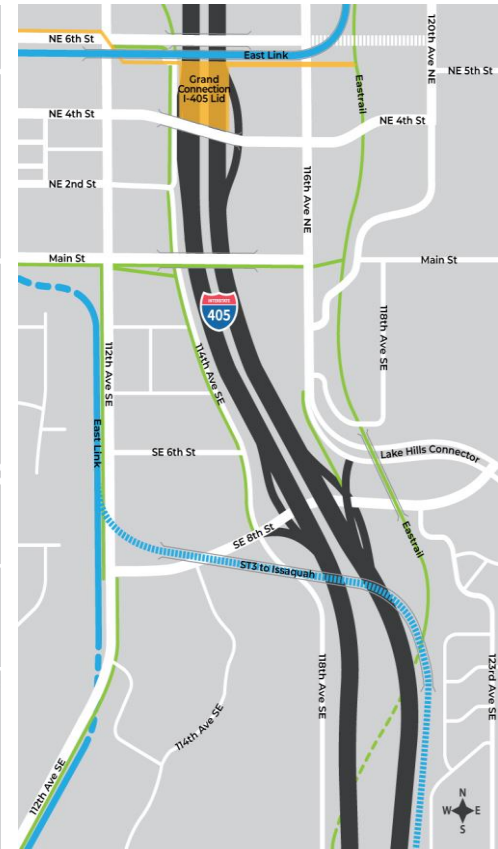 NE 6th St
East Link
120th Ave NE
NE 5th St
Grand
Connection
I-405 Lid
Eastrail
NE 4th St
NE 4th St
NE 2nd St
116th Ave NE
Main St
Main St
INTERSTATE
405
118th Ave SE
112th Ave SE
114th Ave SE
East Link
SE 6th St
Lake Hills Connector
SE 8th St
Eastrail
ST3 to Issaquah
118th Ave SE
123rd Ave SE
114th Ave SE
112th Ave SE
N
W E
S